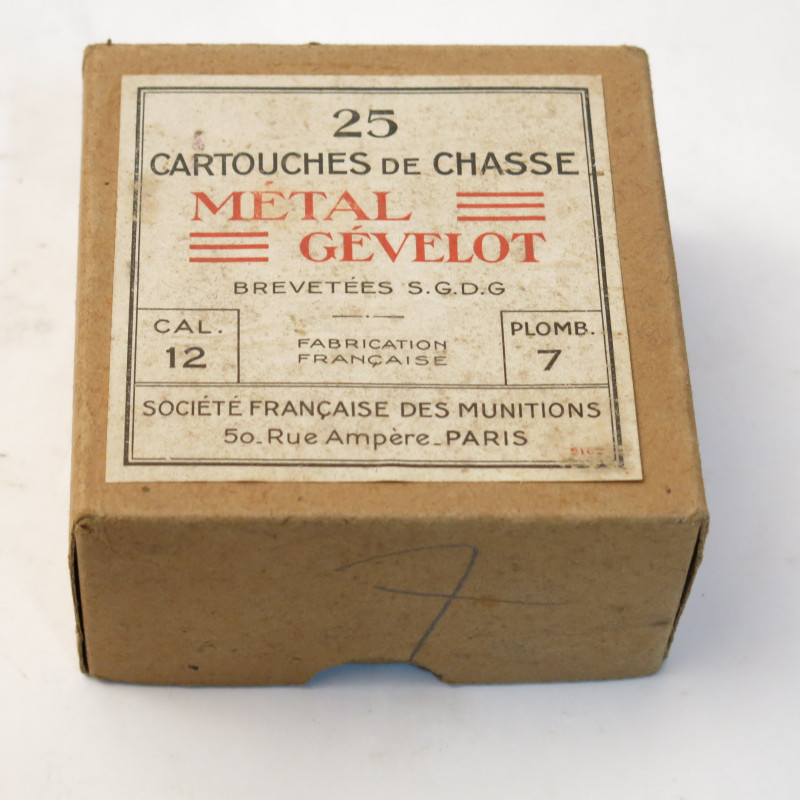 25
CARTOUCHES DE CHASSE
MÉTAL
GÉVELOT
BREVETÉES S.G.D.G
CAL.
12
FABRICATION
FRANÇAISE
PLOMB.
7
SOCIÉTÉ FRANÇAISE DES MUNITIONS
50_Rue Ampère_PARIS
7